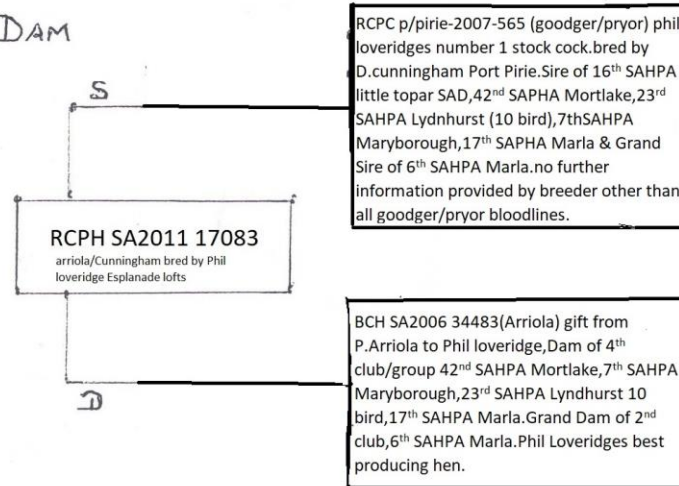 DAM
S
RCPC p/pirie-2007-565 (goodger/pryor) phil
loveridges number 1 stock cock.bred by
D.cunningham Port Pirie.Sire of 16th SAHPA
little topar SAD,42nd SAPHA Mortlake,23rd
SAHPA Lydnhurst (10 bird),7thSAHPA
Maryborough,17th SAPHA Marla & Grand
Sire of 6th SAHPA Marla.no further
information provided by breeder other than
all goodger/pryor bloodlines.
RCPH SA2011 17083
arriola/Cunningham bred by Phil
loveridge Esplanade lofts
BCH SA2006 34483(Arriola) gift from
P.Arriola to Phil loveridge,Dam of 4th
club/group 42nd SAHPA Mortlake,7th SAHPA
Maryborough,23rd SAHPA Lyndhurst 10
bird,17th SAHPA Marla.Grand Dam of 2nd
club,6th SAHPA Marla.Phil Loveridges best
producing hen.
D